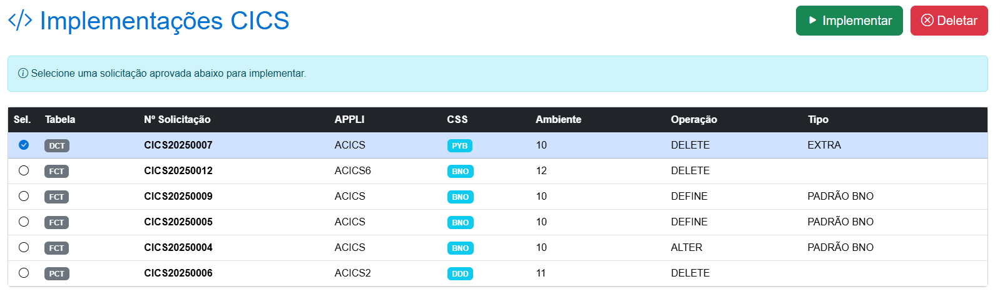 </> Implementações CICS
Implementar
Deletar
Selecione uma solicitação aprovada abaixo para implementar.
Sel. Tabela Nº Solicitação APPLI CSS Ambiente Operação Tipo
DCT CICS20250007 ACICS PYB 10 DELETE EXTRA
FCT CICS20250012 ACICS6 BNO 12 DELETE
FCT CICS20250009 ACICS BNO 10 DEFINE PADRÃO BNO
FCT CICS20250005 ACICS BNO 10 DEFINE PADRÃO BNO
FCT CICS20250004 ACICS BNO 10 ALTER PADRÃO BNO
PCT CICS20250006 ACICS2 DDD 11 DELETE